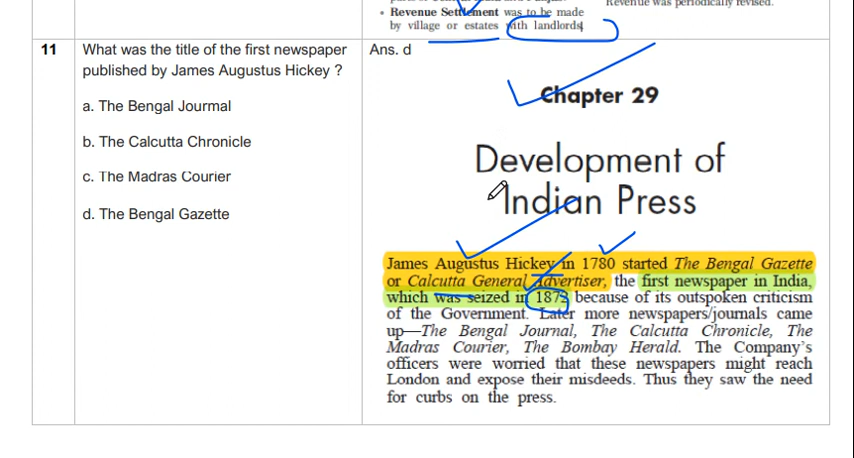 • Revenue Settlement was to be made
by village or estates with landlords
Revenue was periodically revised.
11
What was the title of the first newspaper
published by James Augustus Hickey ?
a. The Bengal Jourmal
b. The Calcutta Chronicle
c. The Madras Courier
d. The Bengal Gazette
Ans. d
Chapter 29
Development of
Indian Press
James Augustus Hickey in 1780 started The Bengal Gazette
or Calcutta General Advertiser, the first newspaper in India,
which was seized in 1872 because of its outspoken criticism
of the Government. Later more newspapers/journals came
up—The Bengal Journal, The Calcutta Chronicle, The
Madras Courier, The Bombay Herald. The Company's
officers were worried that these newspapers might reach
London and expose their misdeeds. Thus they saw the need
for curbs on the press.